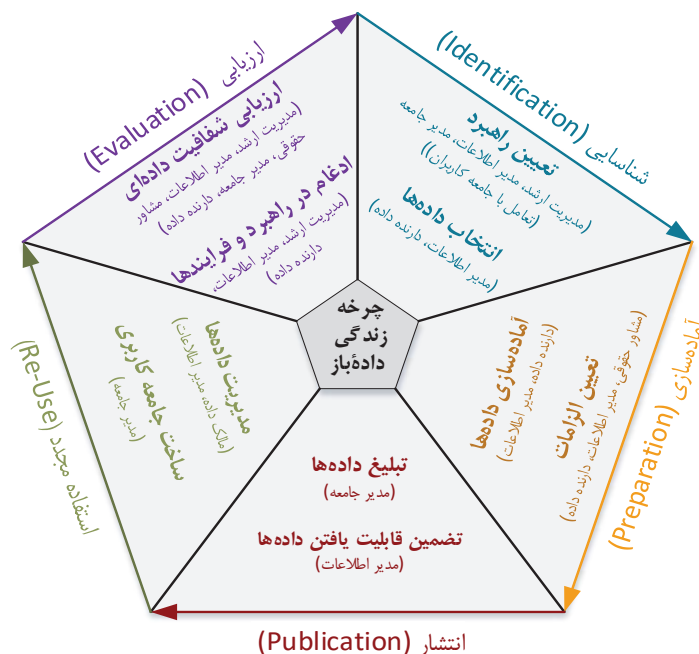 چرخه
زندگی
دادهٔ‌باز
شناسایی (Identification)
تعیین راهبرد
(مدیریت ارشد، مدیر اطلاعات، مدیر جامعه
(تعامل با جامعه کاربران)))
انتخاب داده‌ها
(مدیر اطلاعات، دارنده داده)
آماده‌سازی (Preparation)
تعیین الزامات
(مشاور حقوقی، مدیر اطلاعات، دارنده داده)
آماده‌سازی داده‌ها
(دارنده داده، مدیر اطلاعات)
انتشار (Publication)
تبلیغ داده‌ها
(مدیر جامعه)
تضمین قابلیت یافتن داده‌ها
(مدیر اطلاعات)
استفاده مجدد (Re-Use)
مدیریت داده‌ها
(مالک داده، مدیر اطلاعات)
ساخت جامعه کاربری
(مدیر جامعه)
ارزیابی (Evaluation)
ارزیابی شفافیت داده‌ای
(مدیریت ارشد، مدیر اطلاعات، مشاور
حقوقی، مدیر جامعه، دارنده داده)
ادغام در راهبرد و فرایندها
(مدیریت ارشد، مدیر اطلاعات،
دارنده داده)